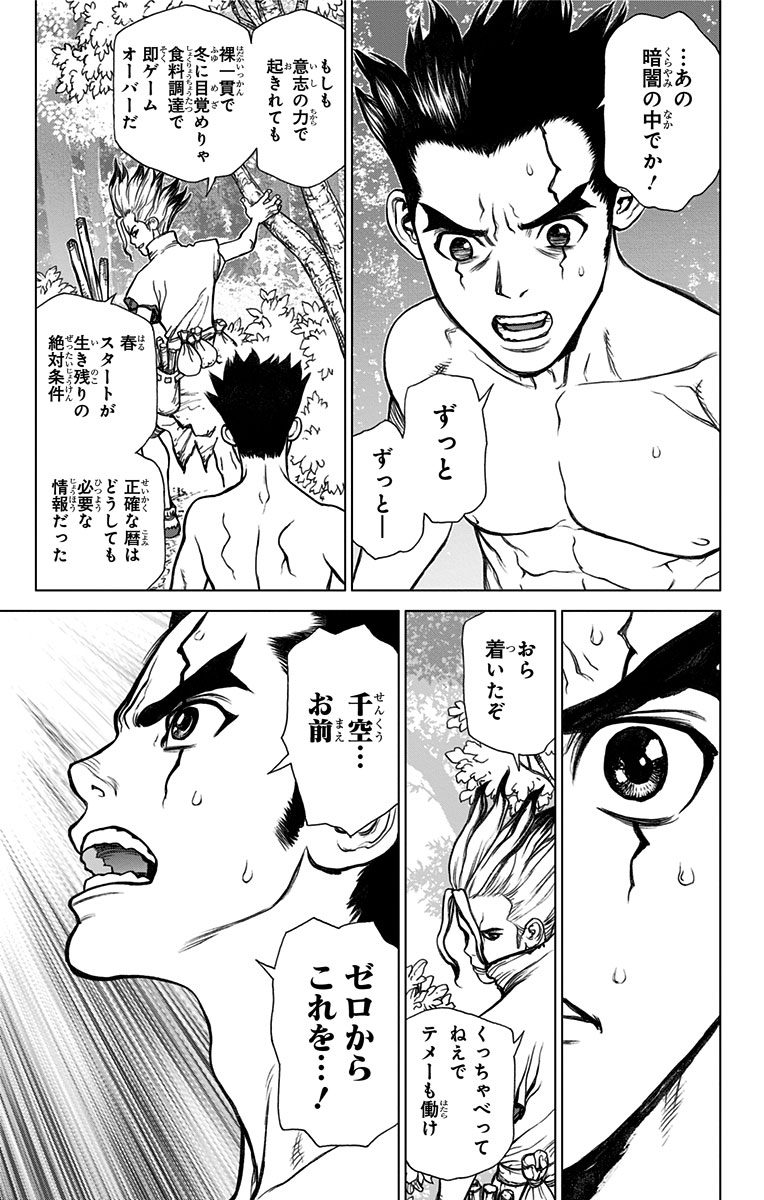 …あの
暗闇の中でか！
ずっと
ずっと―
もしも
意志の力で
起きれても
裸一貫で
冬に目覚めりゃ
食料調達で
即ゲーム
オーバーだ
春
スタートが
生き残りの
絶対条件
正確な暦は
どうしても
必要な
情報だった
おら
着いたぞ
くっちゃべって
ねえで
テメーも働け
千空…
お前
ゼロから
これを…！